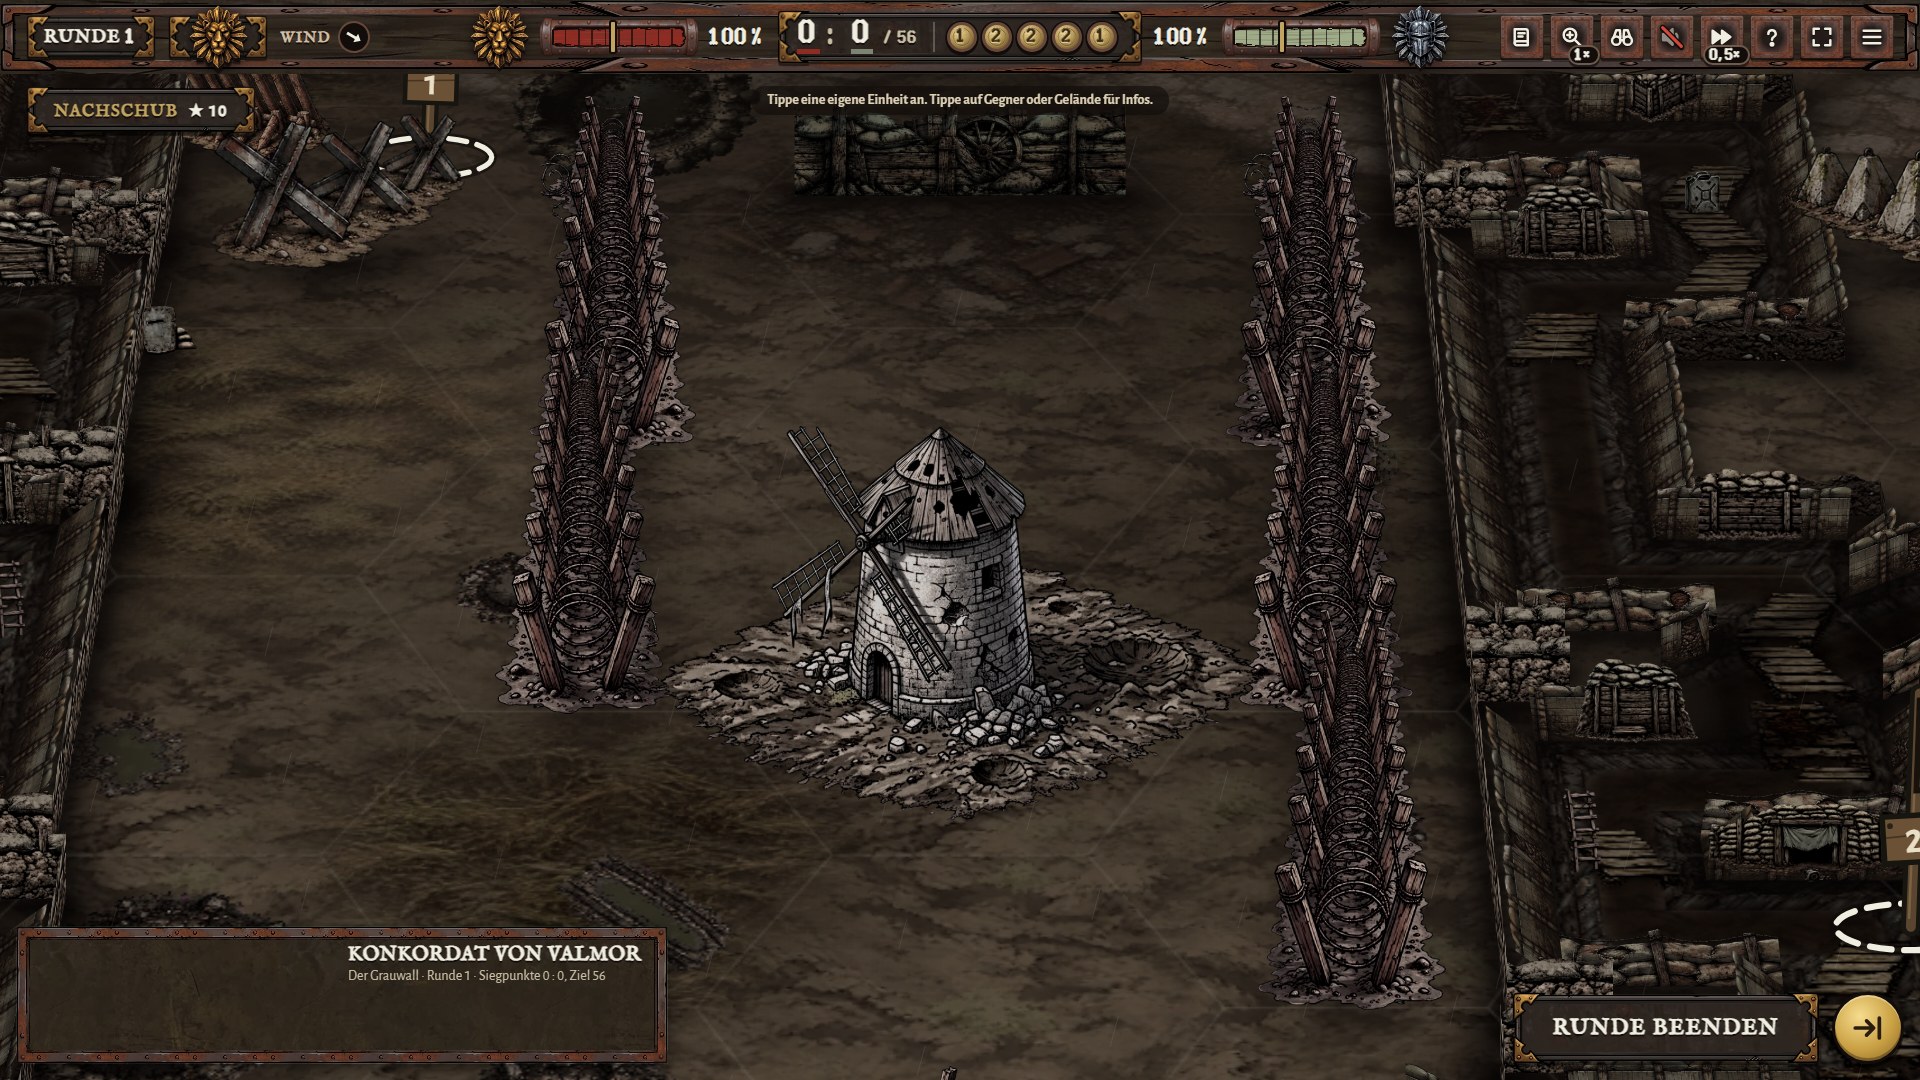 RUNDE 1
WIND
100%
0 : 0 / 56
1 2 2 2 1
100%
1×
0,5×
?
NACHSCHUB ★ 10
1
Tippe eine eigene Einheit an. Tippe auf Gegner oder Gelände für Infos.
2
KONKORDAT VON VALMOR
Der Grauwall · Runde 1 · Siegpunkte 0 : 0, Ziel 56
RUNDE BEENDEN